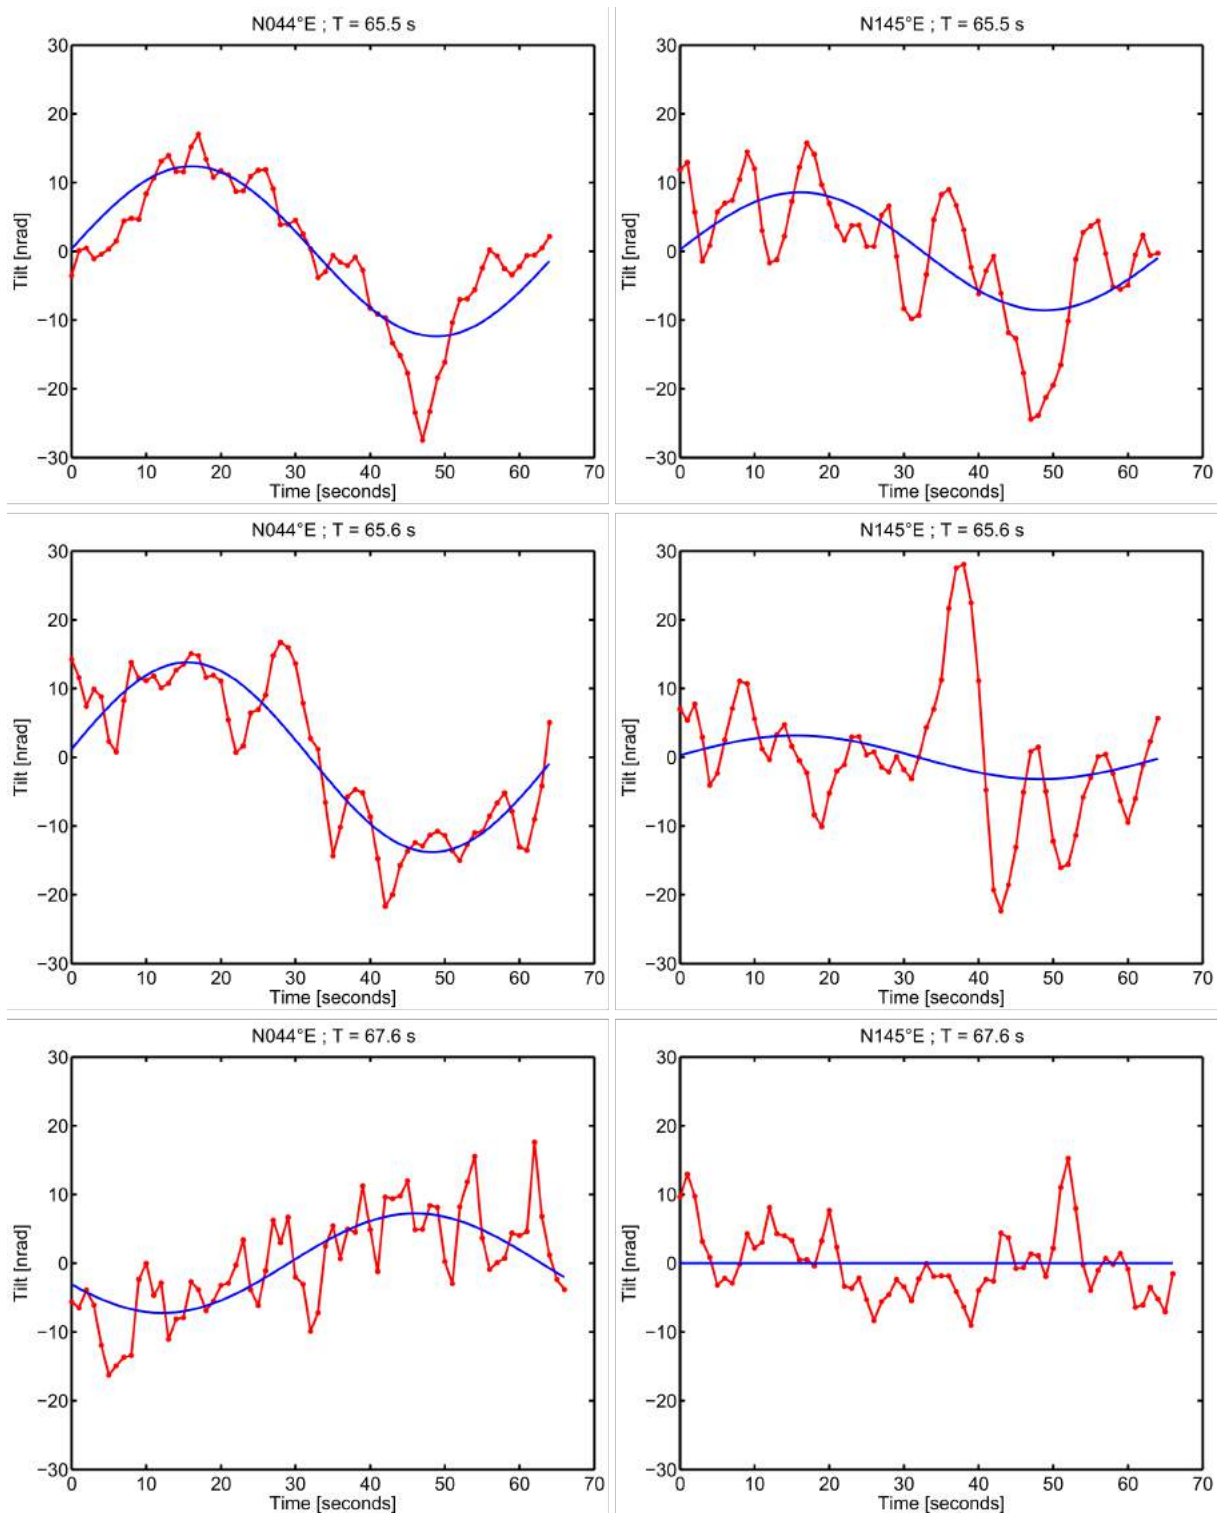 N044°E ; T = 65.5 s
30
20
10
0
−10
−20
−30
Tilt [nrad]
0 10 20 30 40 50 60 70
Time [seconds]
N145°E ; T = 65.5 s
30
20
10
0
−10
−20
−30
Tilt [nrad]
0 10 20 30 40 50 60 70
Time [seconds]
N044°E ; T = 65.6 s
30
20
10
0
−10
−20
−30
Tilt [nrad]
0 10 20 30 40 50 60 70
Time [seconds]
N145°E ; T = 65.6 s
30
20
10
0
−10
−20
−30
Tilt [nrad]
0 10 20 30 40 50 60 70
Time [seconds]
N044°E ; T = 67.6 s
30
20
10
0
−10
−20
−30
Tilt [nrad]
0 10 20 30 40 50 60 70
Time [seconds]
N145°E ; T = 67.6 s
30
20
10
0
−10
−20
−30
Tilt [nrad]
0 10 20 30 40 50 60 70
Time [seconds]